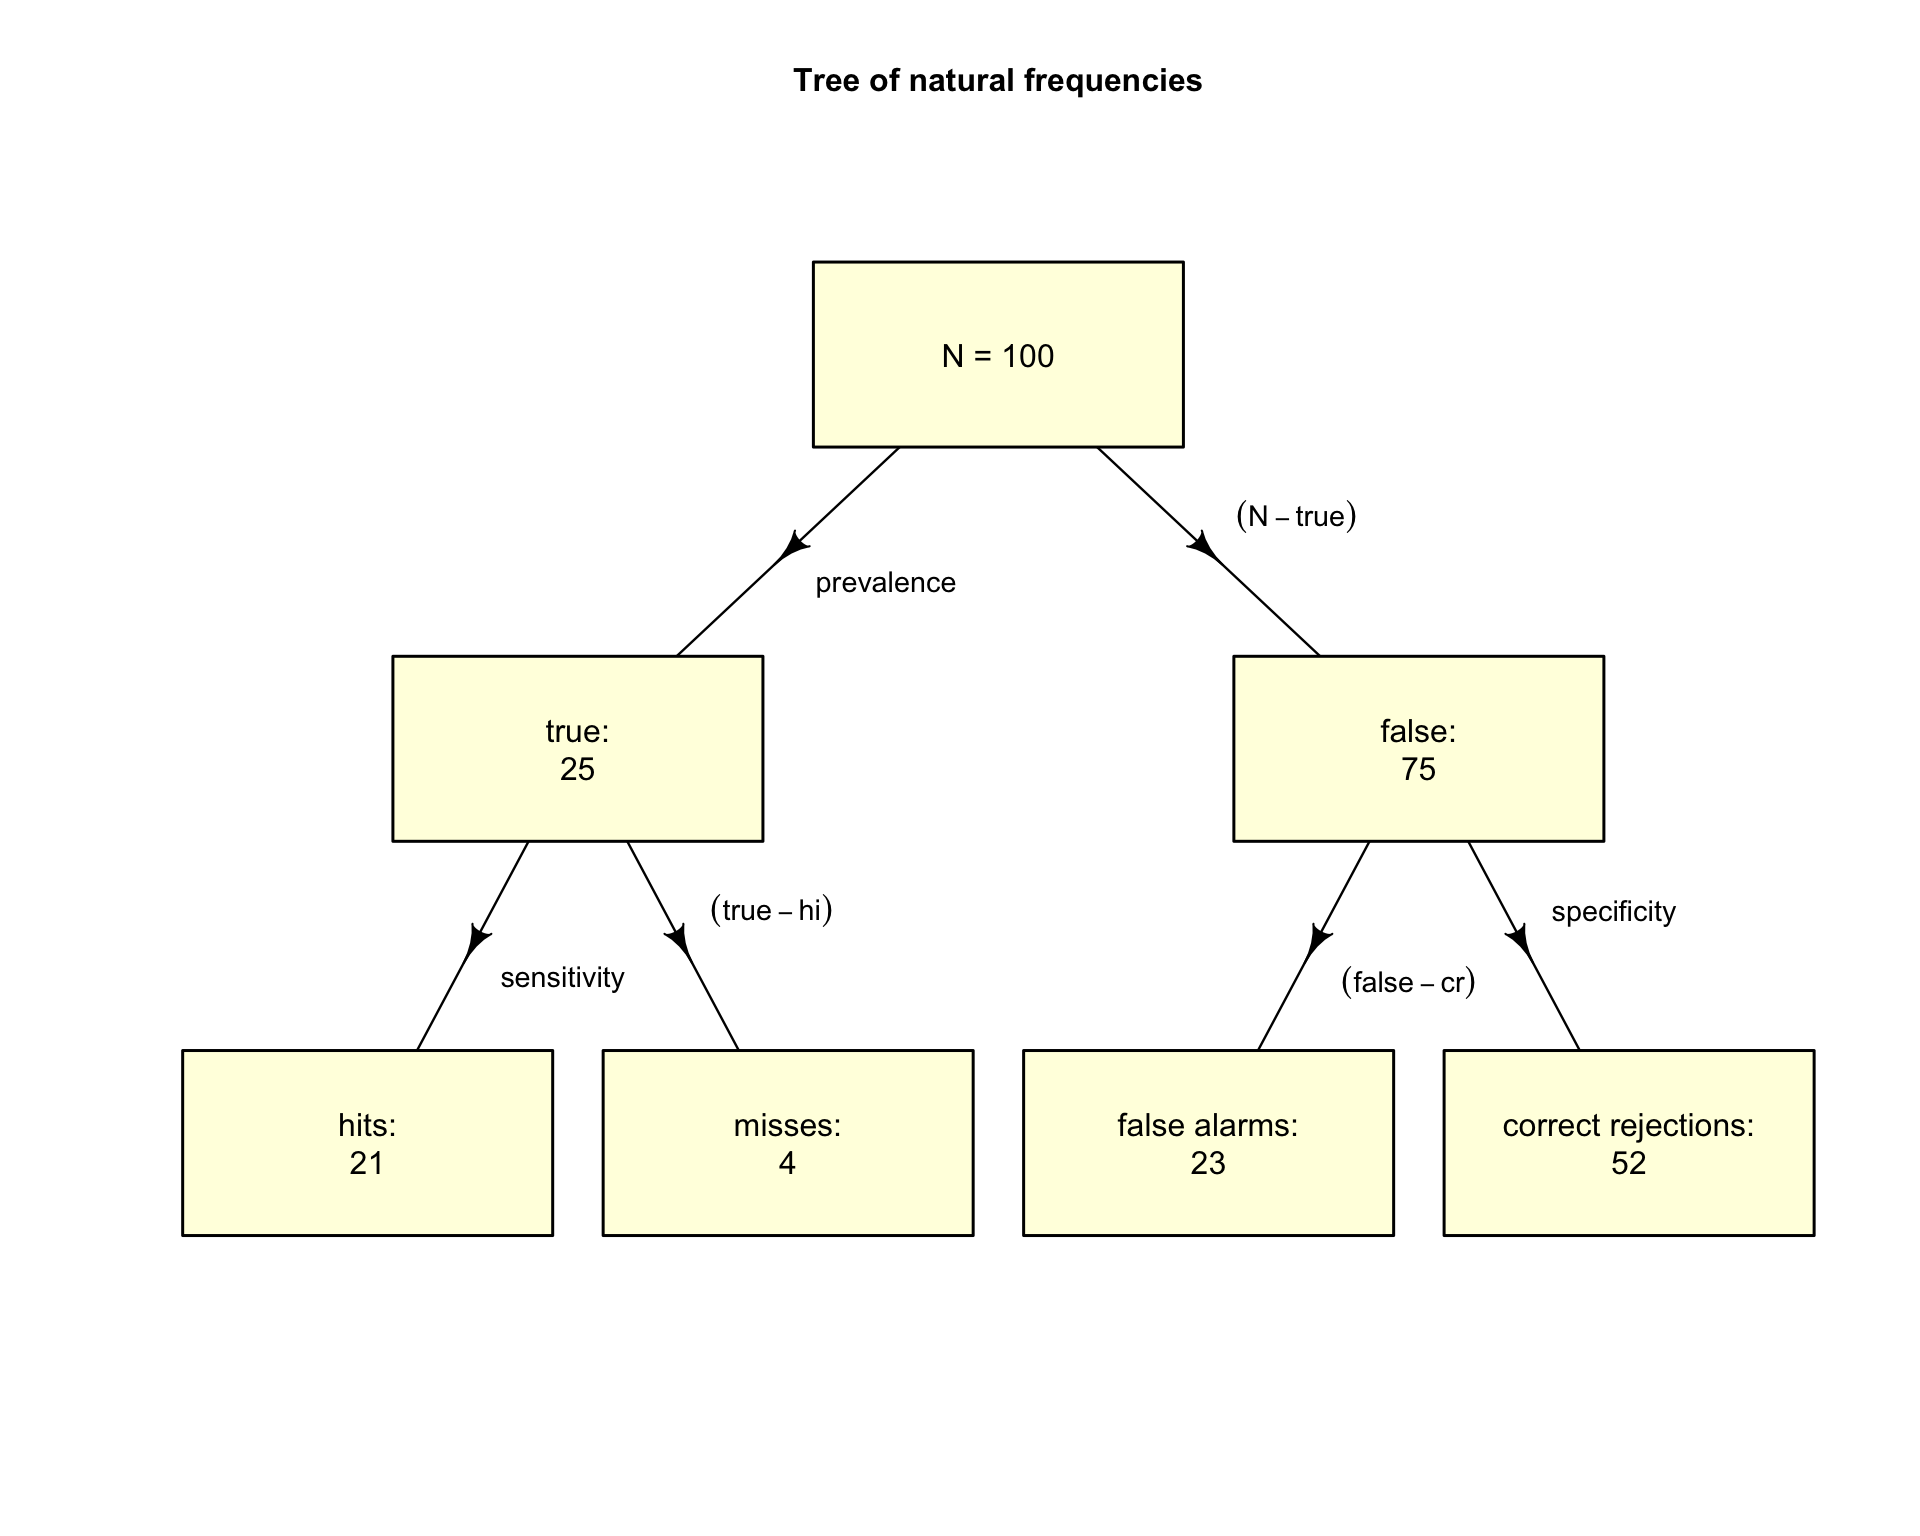 Tree of natural frequencies
N = 100
(N – true)
prevalence
true:
25
false:
75
(true – hi)
specificity
sensitivity
(false – cr)
hits:
21
misses:
4
false alarms:
23
correct rejections:
52